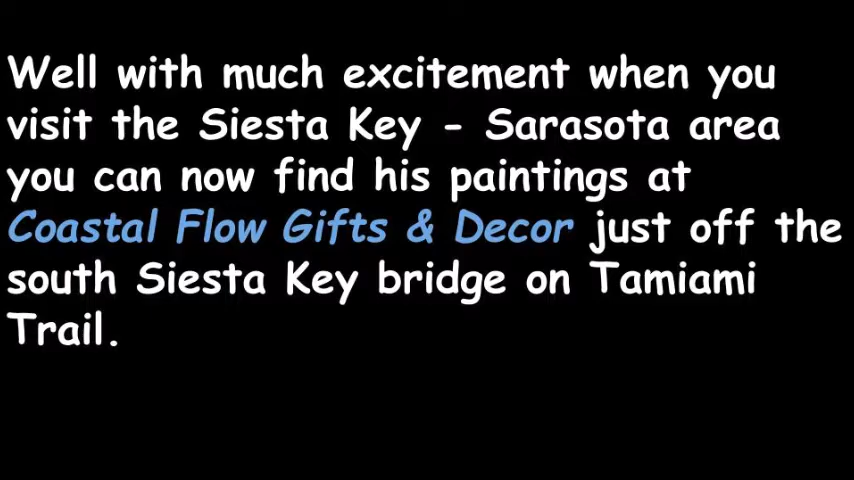 Well with much excitement when you
visit the Siesta Key - Sarasota area
you can now find his paintings at
Coastal Flow Gifts & Decor just off the
south Siesta Key bridge on Tamiami
Trail.